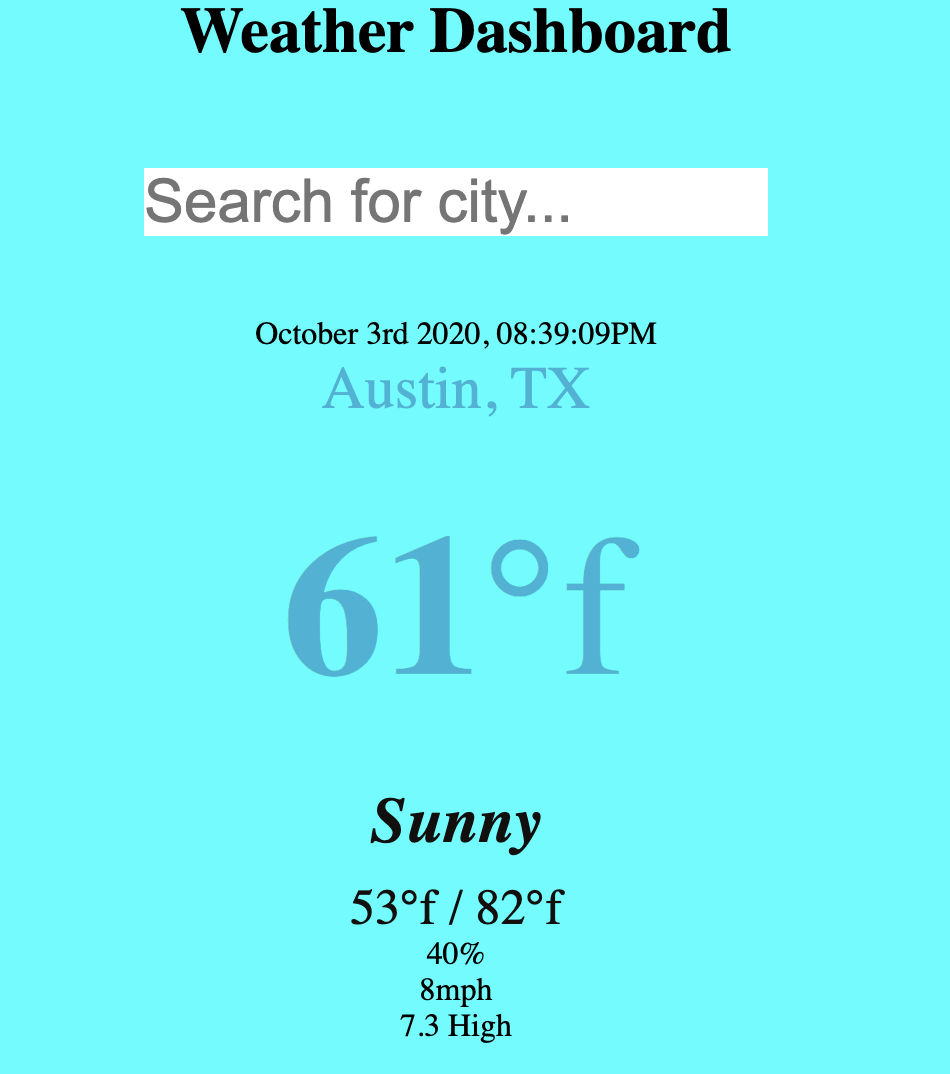 Weather Dashboard
Search for city...
October 3rd 2020, 08:39:09PM
Austin, TX
61°f
Sunny
53°f / 82°f
40%
8mph
7.3 High